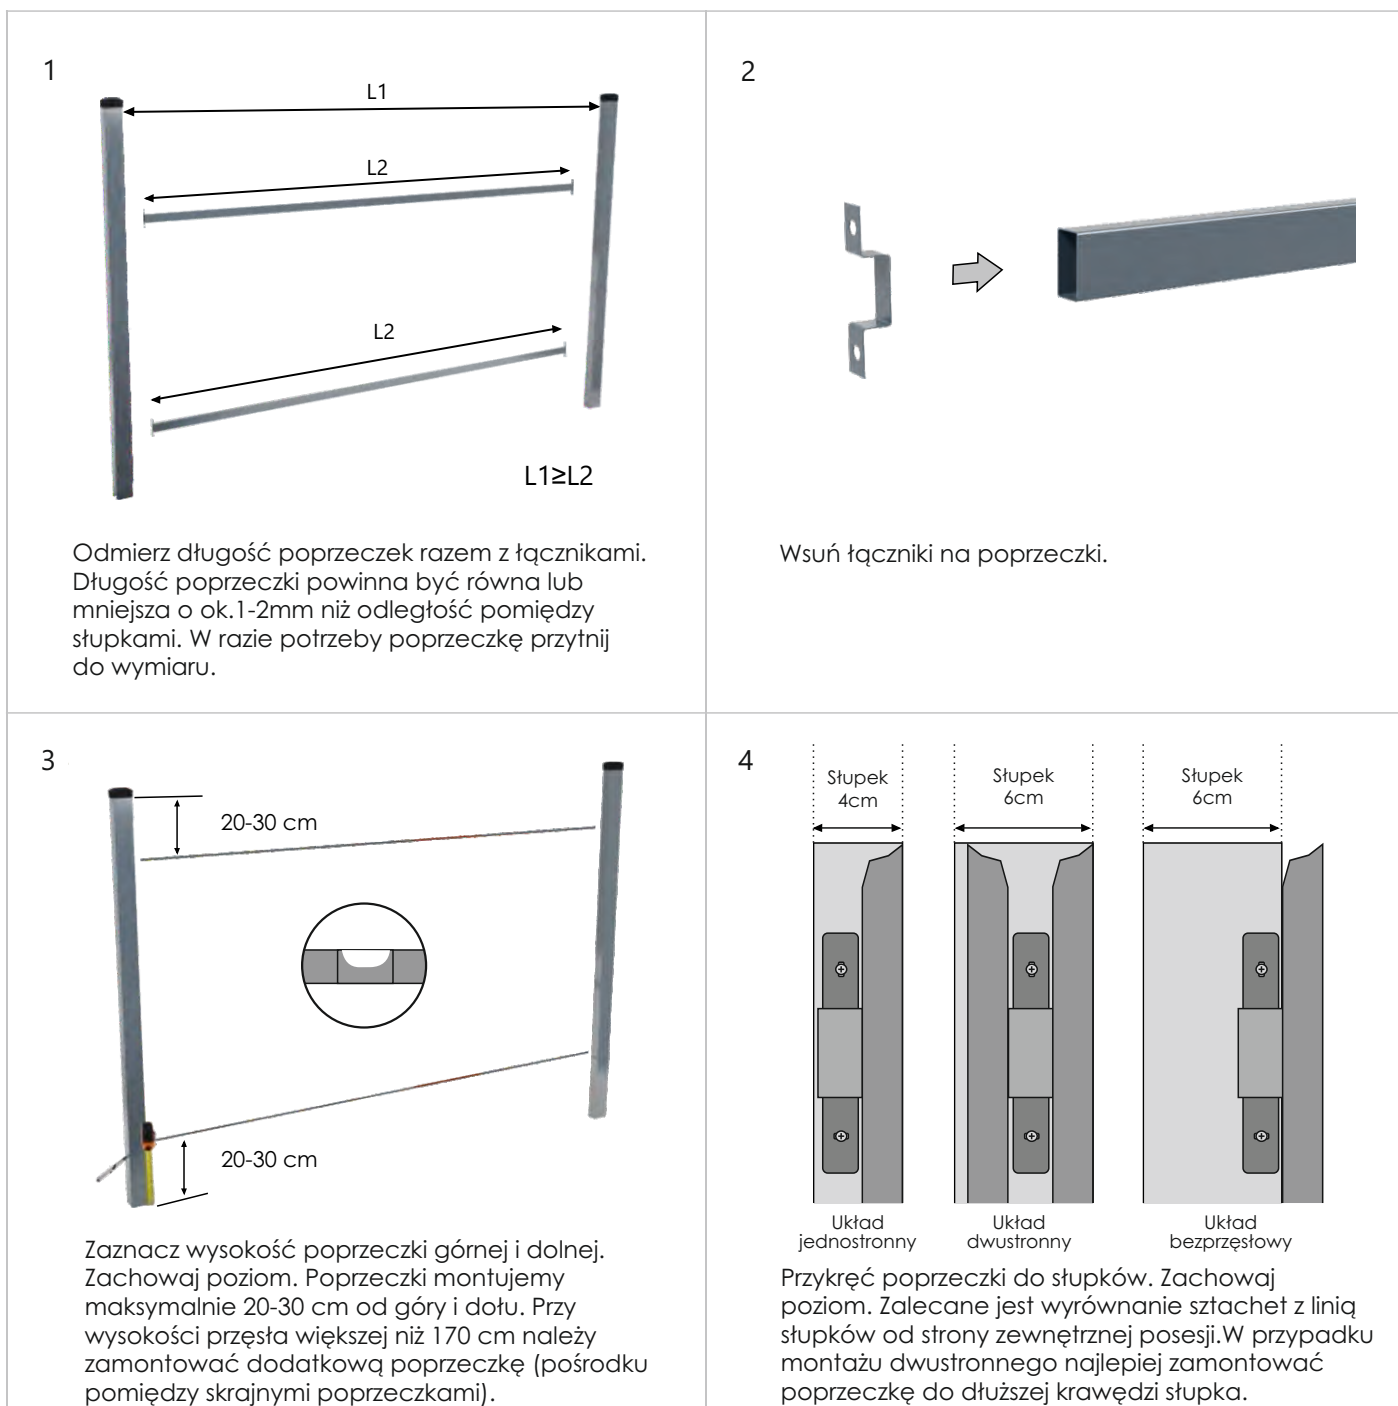 1
L1
L2
L2
L1≥L2
Odmierz długość poprzeczek razem z łącznikami.
Długość poprzeczki powinna być równa lub
mniejsza o ok.1-2mm niż odległość pomiędzy
słupkami. W razie potrzeby poprzeczkę przytnij
do wymiaru.
2
Wsuń łączniki na poprzeczki.
3
20-30 cm
20-30 cm
Zaznacz wysokość poprzeczki górnej i dolnej.
Zachowaj poziom. Poprzeczki montujemy
maksymalnie 20-30 cm od góry i dołu. Przy
wysokości przęsła większej niż 170 cm należy
zamontować dodatkową poprzeczkę (pośrodku
pomiędzy skrajnymi poprzeczkami).
4
Słupek
4cm
Słupek
6cm
Słupek
6cm
Układ
jednostronny
Układ
dwustronny
Układ
bezprzęsłowy
Przykręć poprzeczki do słupków. Zachowaj
poziom. Zalecane jest wyrównanie sztachet z linią
słupków od strony zewnętrznej posesji.W przypadku
montażu dwustronnego najlepiej zamontować
poprzeczkę do dłuższej krawędzi słupka.